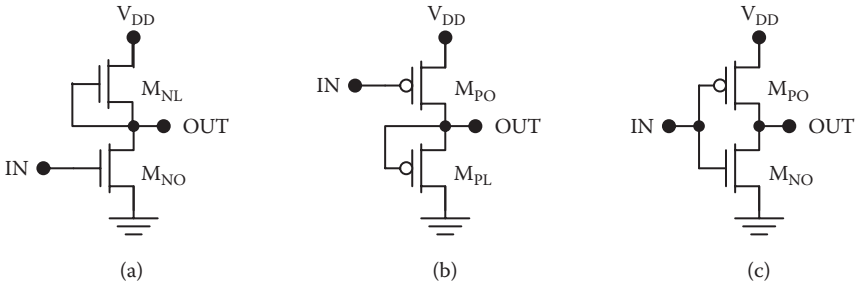 V_DD
M_NL
OUT
IN
M_NO
(a)
V_DD
IN
M_PO
OUT
M_PL
(b)
V_DD
M_PO
IN
OUT
M_NO
(c)